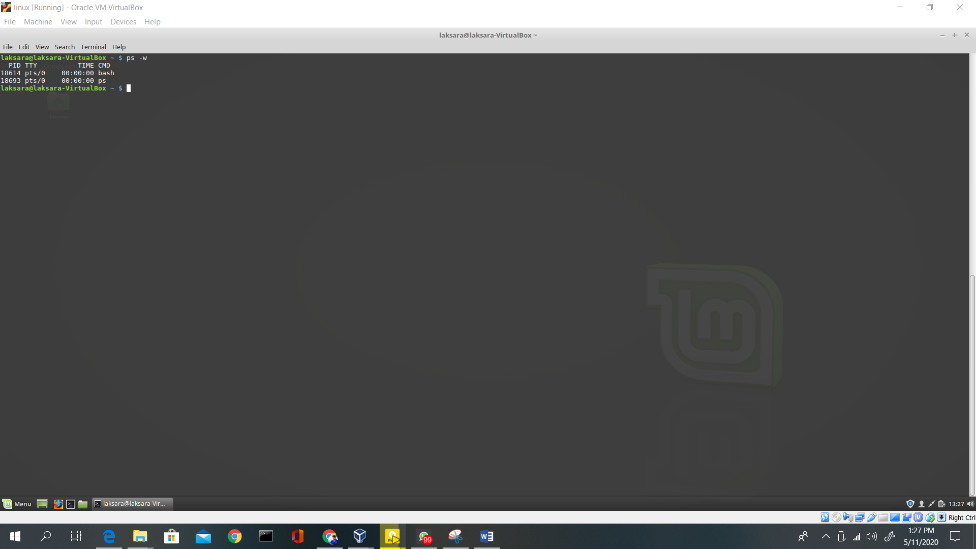 linux [Running] - Oracle VM VirtualBox
File Machine View Input Devices Help
laksara@laksara-VirtualBox ~
File Edit View Search Terminal Help
laksara@laksara-VirtualBox ~ $ ps -w
PID TTY TIME CMD
18614 pts/0 00:00:00 bash
18693 pts/0 00:00:00 ps
laksara@laksara-VirtualBox ~ $
Menu
laksara@laksara-Vir...
13:27
Right Ctrl
99
1:27 PM
5/11/2020